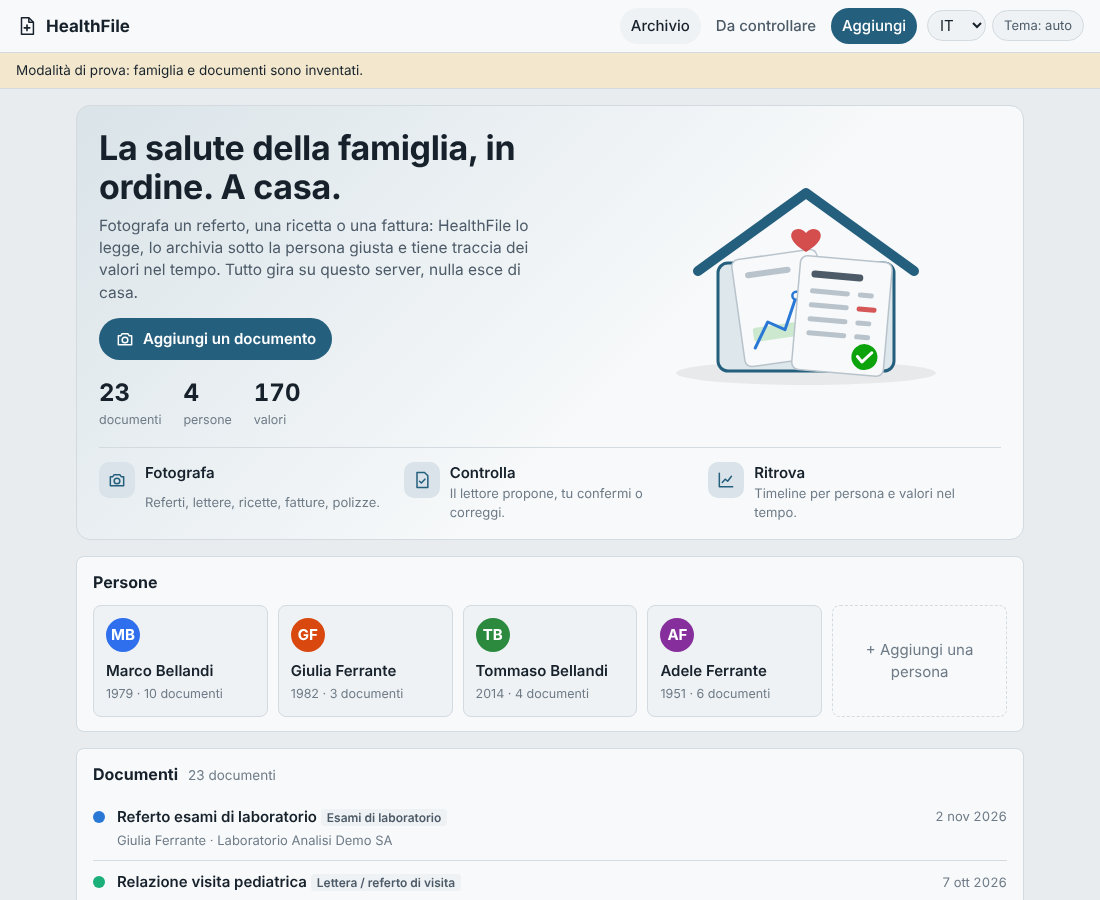 HealthFile
Archivio
Da controllare
Aggiungi
IT
Tema: auto
Modalità di prova: famiglia e documenti sono inventati.
La salute della famiglia, in
ordine. A casa.
Fotografa un referto, una ricetta o una fattura: HealthFile lo
legge, lo archivia sotto la persona giusta e tiene traccia dei
valori nel tempo. Tutto gira su questo server, nulla esce di
casa.
Aggiungi un documento
23 4 170
documenti persone valori
Fotografa
Referti, lettere, ricette, fatture, polizze.
Controlla
Il lettore propone, tu confermi o
correggi.
Ritrova
Timeline per persona e valori nel
tempo.
Persone
MB
Marco Bellandi
1979 · 10 documenti
GF
Giulia Ferrante
1982 · 3 documenti
TB
Tommaso Bellandi
2014 · 4 documenti
AF
Adele Ferrante
1951 · 6 documenti
+ Aggiungi una
persona
Documenti 23 documenti
Referto esami di laboratorio Esami di laboratorio 2 nov 2026
Giulia Ferrante · Laboratorio Analisi Demo SA
Relazione visita pediatrica Lettera / referto di visita 7 ott 2026